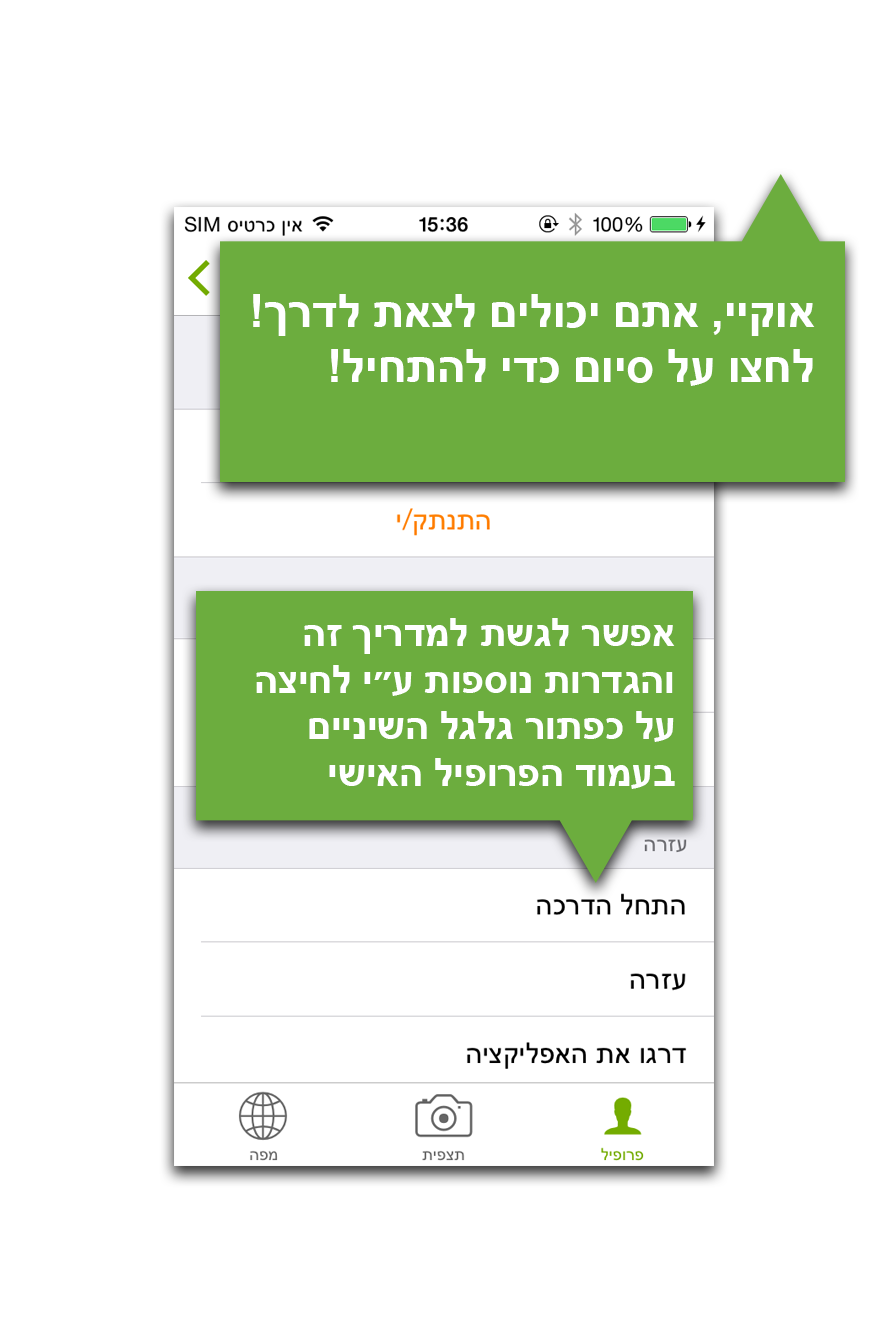 אין כרטיס SIM 15:36 100%
אוקיי, אתם יכולים לצאת לדרך!
לחצו על סיום כדי להתחיל!
התנתק/י
אפשר לגשת למדריך זה
והגדרות נוספות ע״י לחיצה
על כפתור גלגל השיניים
בעמוד הפרופיל האישי
עזרה
התחל הדרכה
עזרה
דרגו את האפליקציה
פרופיל תצפית מפה